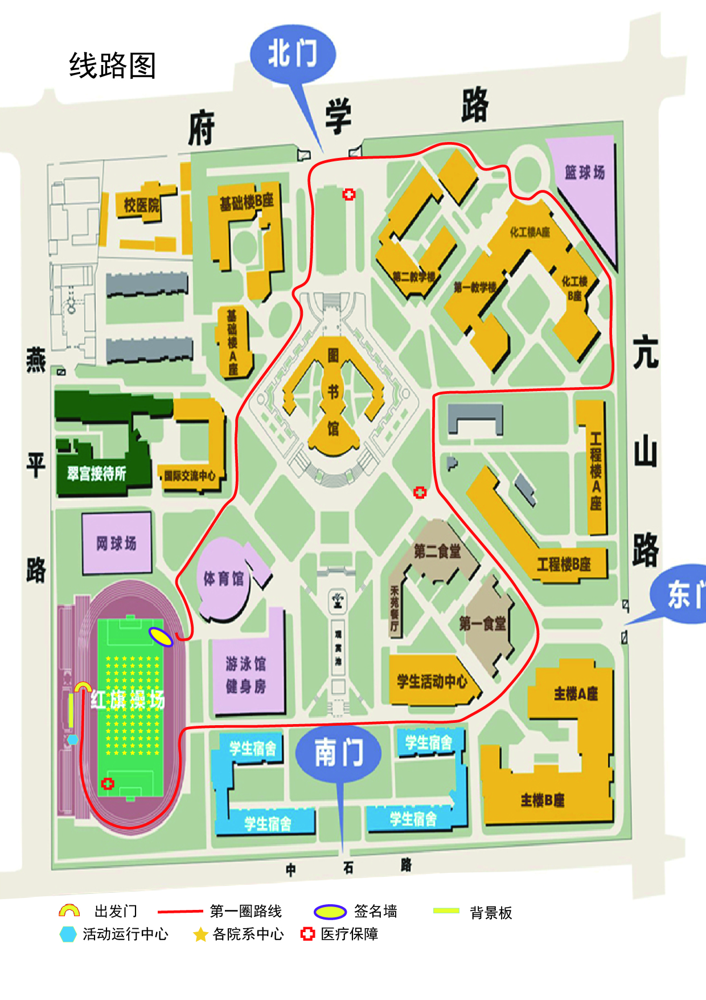 北门
线路图
府学路
篮球场
校医院
基础楼B座
化工楼A座
第二教学楼
第一教学楼
化工楼
B座
基础楼A座
图书馆
燕平路
亢山路
翠宫接待所
国际交流中心
工程楼A座
网球场
体育馆
第二食堂
工程楼B座
禾苑餐厅
东门
第一食堂
观赏池
游泳馆
健身房
学生活动中心
红旗操场
主楼A座
学生宿舍
南门
学生宿舍
主楼B座
学生宿舍
学生宿舍
中石路
出发门
第一圈路线
签名墙
背景板
活动运行中心
各院系中心
医疗保障